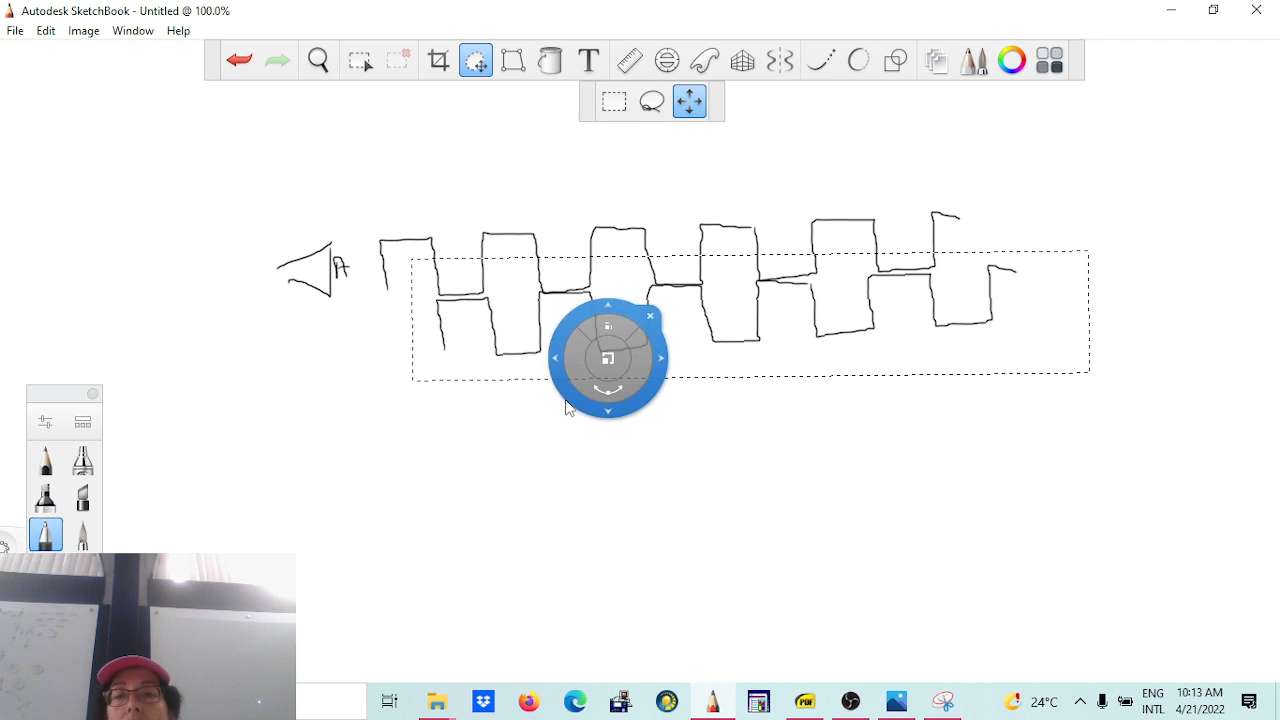 Autodesk SketchBook - Untitled @ 100.0%
File Edit Image Window Help
T
A
PDF
24°C
ENG
INTL
10:13 AM
4/21/2022